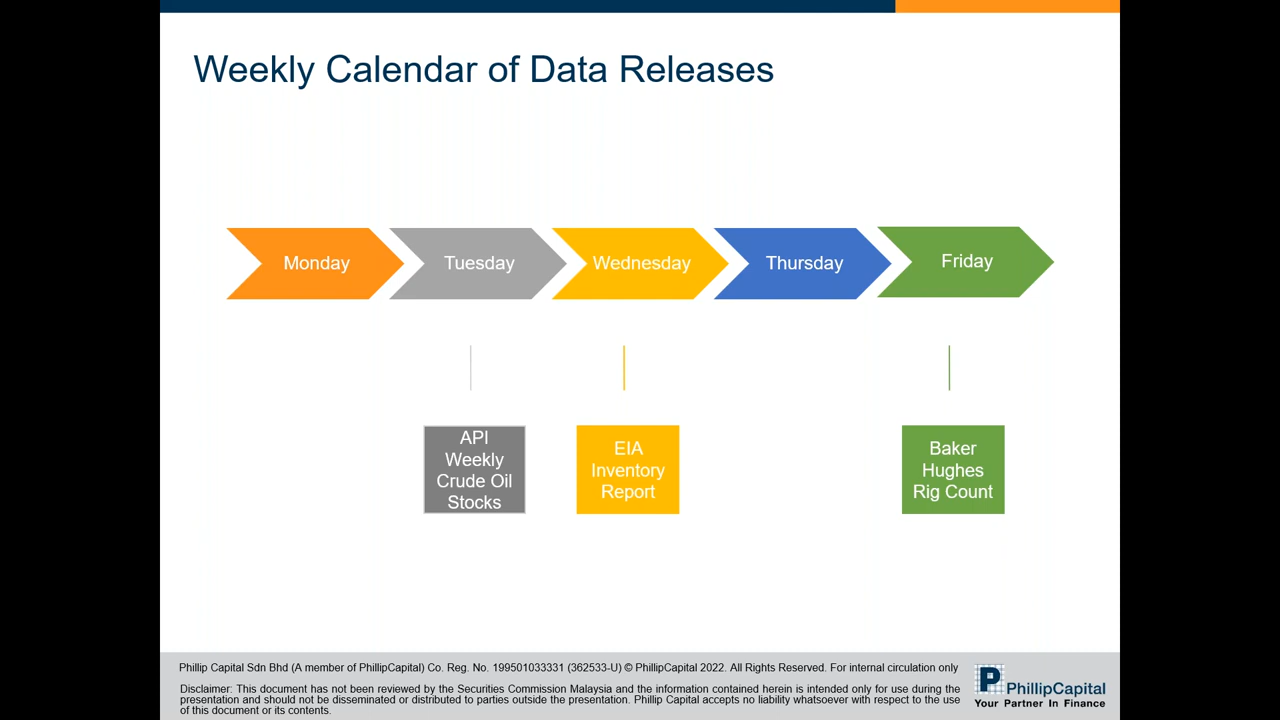 Weekly Calendar of Data Releases
Monday
Tuesday
Wednesday
Thursday
Friday
API
Weekly
Crude Oil
Stocks
EIA
Inventory
Report
Baker
Hughes
Rig Count
Phillip Capital Sdn Bhd (A member of PhillipCapital) Co. Reg. No. 199501033331 (362533-U) © PhillipCapital 2022. All Rights Reserved. For internal circulation only
Disclaimer: This document has not been reviewed by the Securities Commission Malaysia and the information contained herein is intended only for use during the
presentation and should not be disseminated or distributed to parties outside the presentation. Phillip Capital accepts no liability whatsoever with respect to the use
of this document or its contents.
P
PhillipCapital
Your Partner In Finance